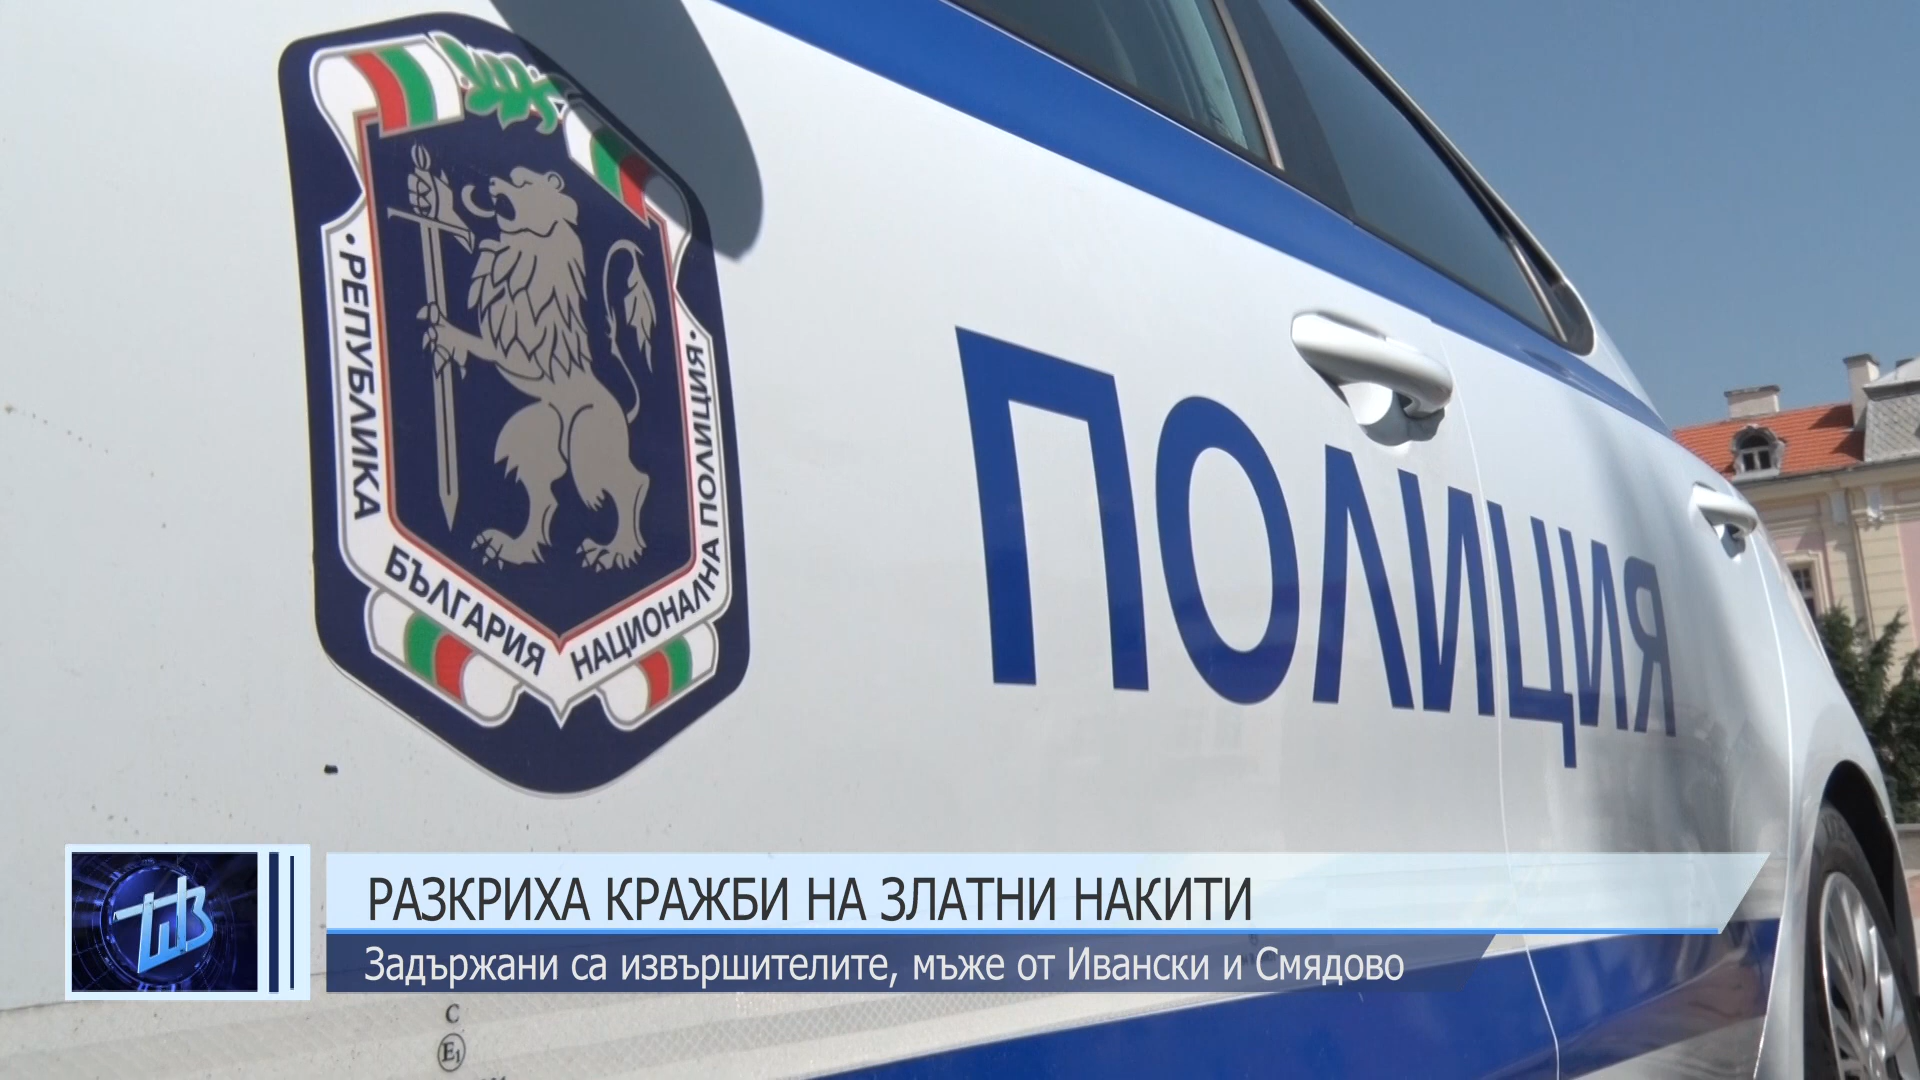 РЕПУБЛИКА
БЪЛГАРИЯ
НАЦИОНАЛНА ПОЛИЦИЯ
ПОЛИЦИЯ
РАЗКРИХА КРАЖБИ НА ЗЛАТНИ НАКИТИ
Задържани са извършителите, мъже от Ивански и Смядово
C
E1